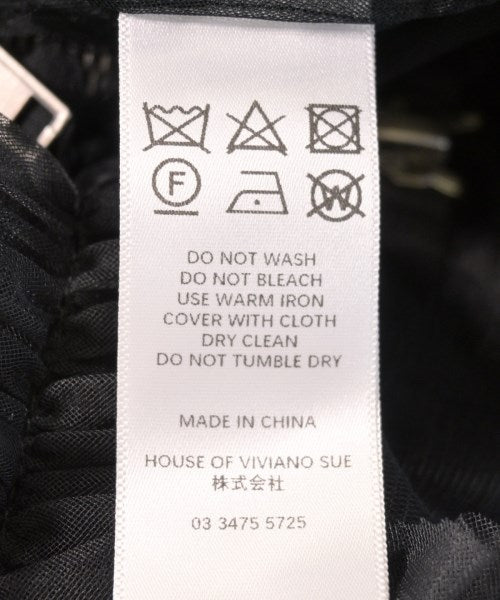 F
W
DO NOT WASH
DO NOT BLEACH
USE WARM IRON
COVER WITH CLOTH
DRY CLEAN
DO NOT TUMBLE DRY
MADE IN CHINA
HOUSE OF VIVIANO SUE
株式会社
03 3475 5725